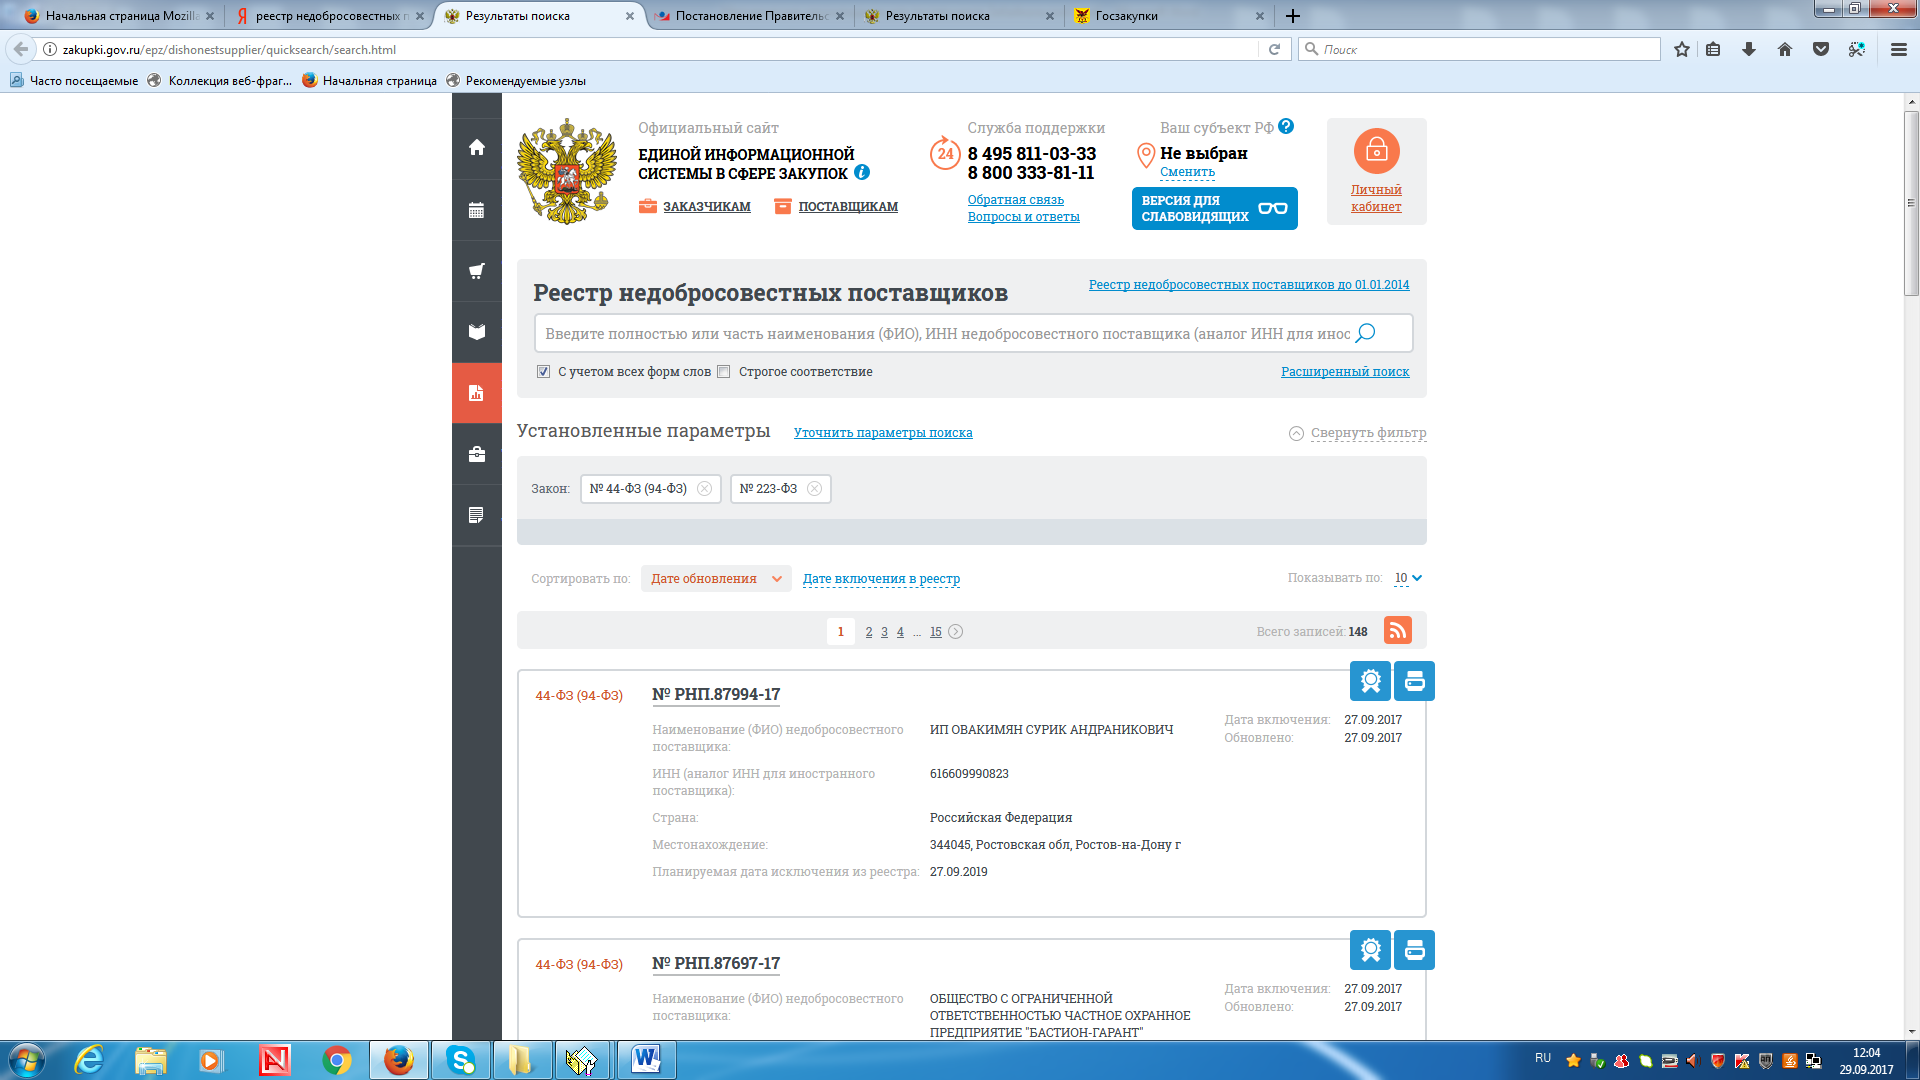 Начальная страница Mozilla
реестр недобросовестных п
Результаты поиска
Постановление Правительс
Результаты поиска
Госзакупки
zakupki.gov.ru/epz/dishonestsupplier/quicksearch/search.html
Поиск
Часто посещаемые
Коллекция веб-фраг...
Начальная страница
Рекомендуемые узлы
Официальный сайт
ЕДИНОЙ ИНФОРМАЦИОННОЙ
СИСТЕМЫ В СФЕРЕ ЗАКУПОК
ЗАКАЗЧИКАМ
ПОСТАВЩИКАМ
24
Служба поддержки
8 495 811-03-33
8 800 333-81-11
Обратная связь
Вопросы и ответы
Ваш субъект РФ
Не выбран
Сменить
ВЕРСИЯ ДЛЯ
СЛАБОВИДЯЩИХ
Личный
кабинет
Реестр недобросовестных поставщиков
Реестр недобросовестных поставщиков до 01.01.2014
Введите полностью или часть наименования (ФИО), ИНН недобросовестного поставщика (аналог ИНН для инос
С учетом всех форм слов
Строгое соответствие
Расширенный поиск
Установленные параметры
Уточнить параметры поиска
Свернуть фильтр
Закон:
№ 44-ФЗ (94-ФЗ)
№ 223-ФЗ
Сортировать по:
Дате обновления
Дате включения в реестр
Показывать по:
10
1 2 3 4 ... 15
Всего записей: 148
44-ФЗ (94-ФЗ)
№ РНП.87994-17
Наименование (ФИО) недобросовестного
поставщика:
ИП ОВАКИМЯН СУРИК АНДРАНИКОВИЧ
Дата включения: 27.09.2017
Обновлено: 27.09.2017
ИНН (аналог ИНН для иностранного
поставщика):
616609990823
Страна:
Российская Федерация
Местонахождение:
344045, Ростовская обл, Ростов-на-Дону г
Планируемая дата исключения из реестра:
27.09.2019
44-ФЗ (94-ФЗ)
№ РНП.87697-17
Наименование (ФИО) недобросовестного
поставщика:
ОБЩЕСТВО С ОГРАНИЧЕННОЙ
ОТВЕТСТВЕННОСТЬЮ ЧАСТНОЕ ОХРАННОЕ
ПРЕДПРИЯТИЕ "БАСТИОН-ГАРАНТ"
Дата включения: 27.09.2017
Обновлено: 27.09.2017
RU
12:04
29.09.2017